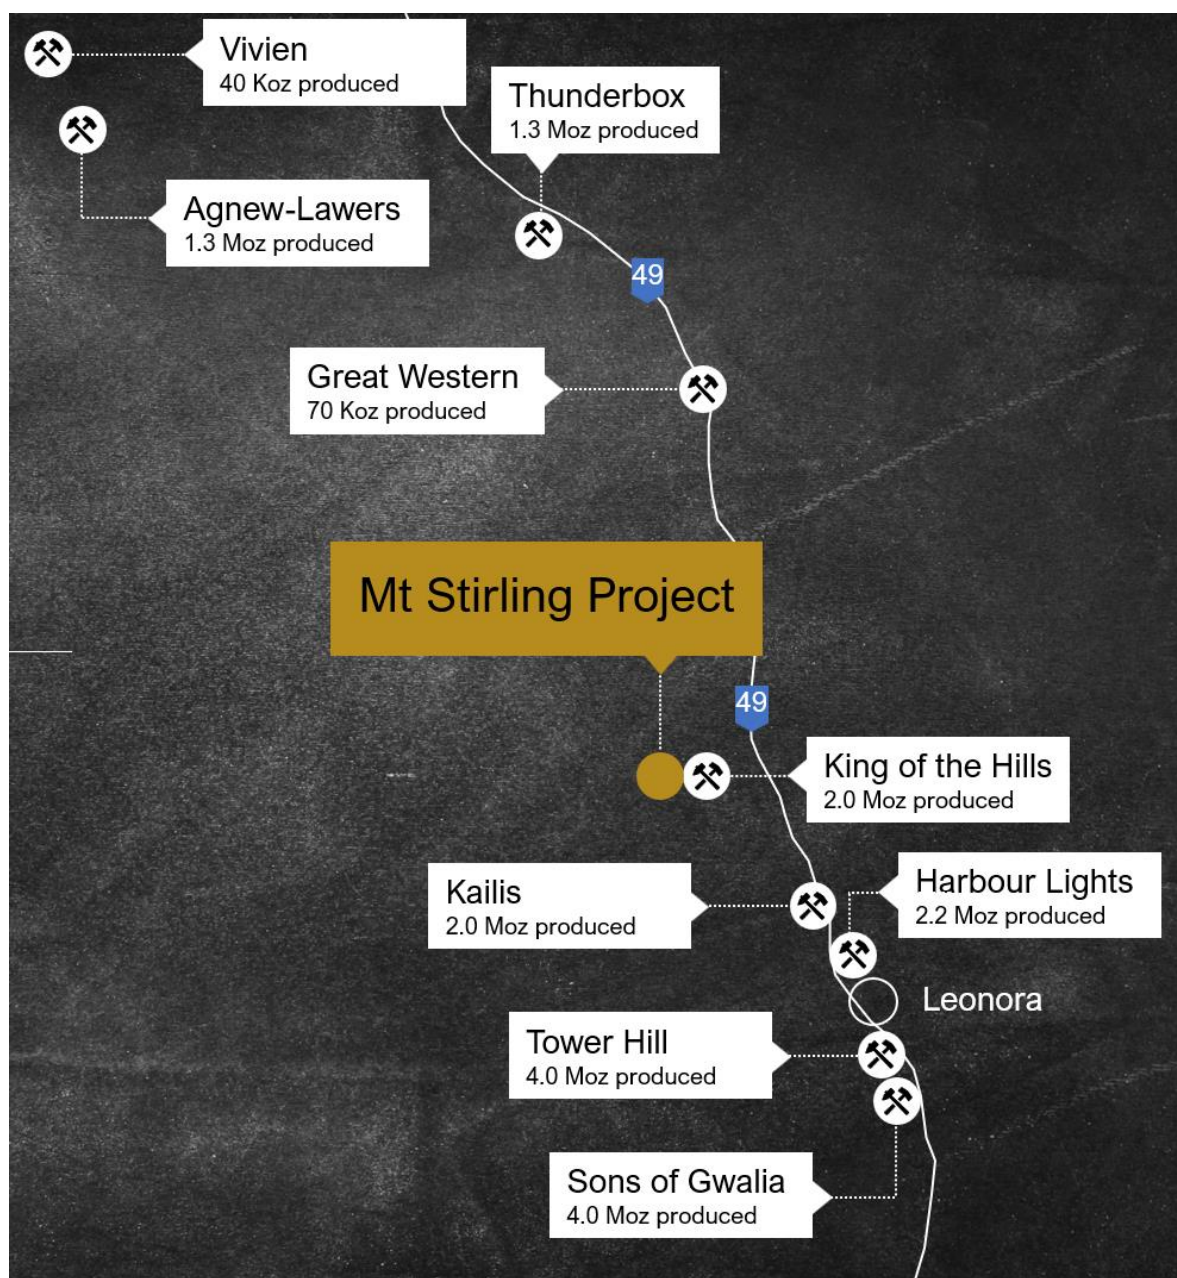 Vivien
40 Koz produced
Thunderbox
1.3 Moz produced
Agnew-Lawers
1.3 Moz produced
49
Great Western
70 Koz produced
Mt Stirling Project
49
King of the Hills
2.0 Moz produced
Kailis
2.0 Moz produced
Harbour Lights
2.2 Moz produced
Leonora
Tower Hill
4.0 Moz produced
Sons of Gwalia
4.0 Moz produced